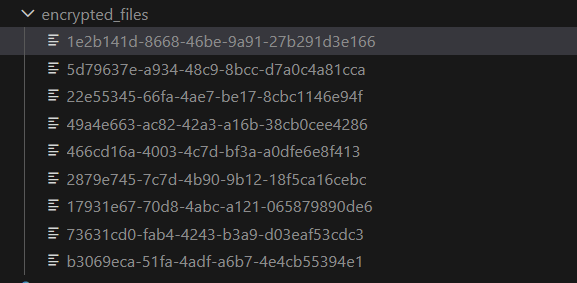 encrypted_files
1e2b141d-8668-46be-9a91-27b291d3e166
5d79637e-a934-48c9-8bcc-d7a0c4a81cca
22e55345-66fa-4ae7-be17-8cbc1146e94f
49a4e663-ac82-42a3-a16b-38cb0cee4286
466cd16a-4003-4c7d-bf3a-a0dfe6e8f413
2879e745-7c7d-4b90-9b12-18f5ca16cebc
17931e67-70d8-4abc-a121-065879890de6
73631cd0-fab4-4243-b3a9-d03eaf53cdc3
b3069eca-51fa-4adf-a6b7-4e4cb55394e1